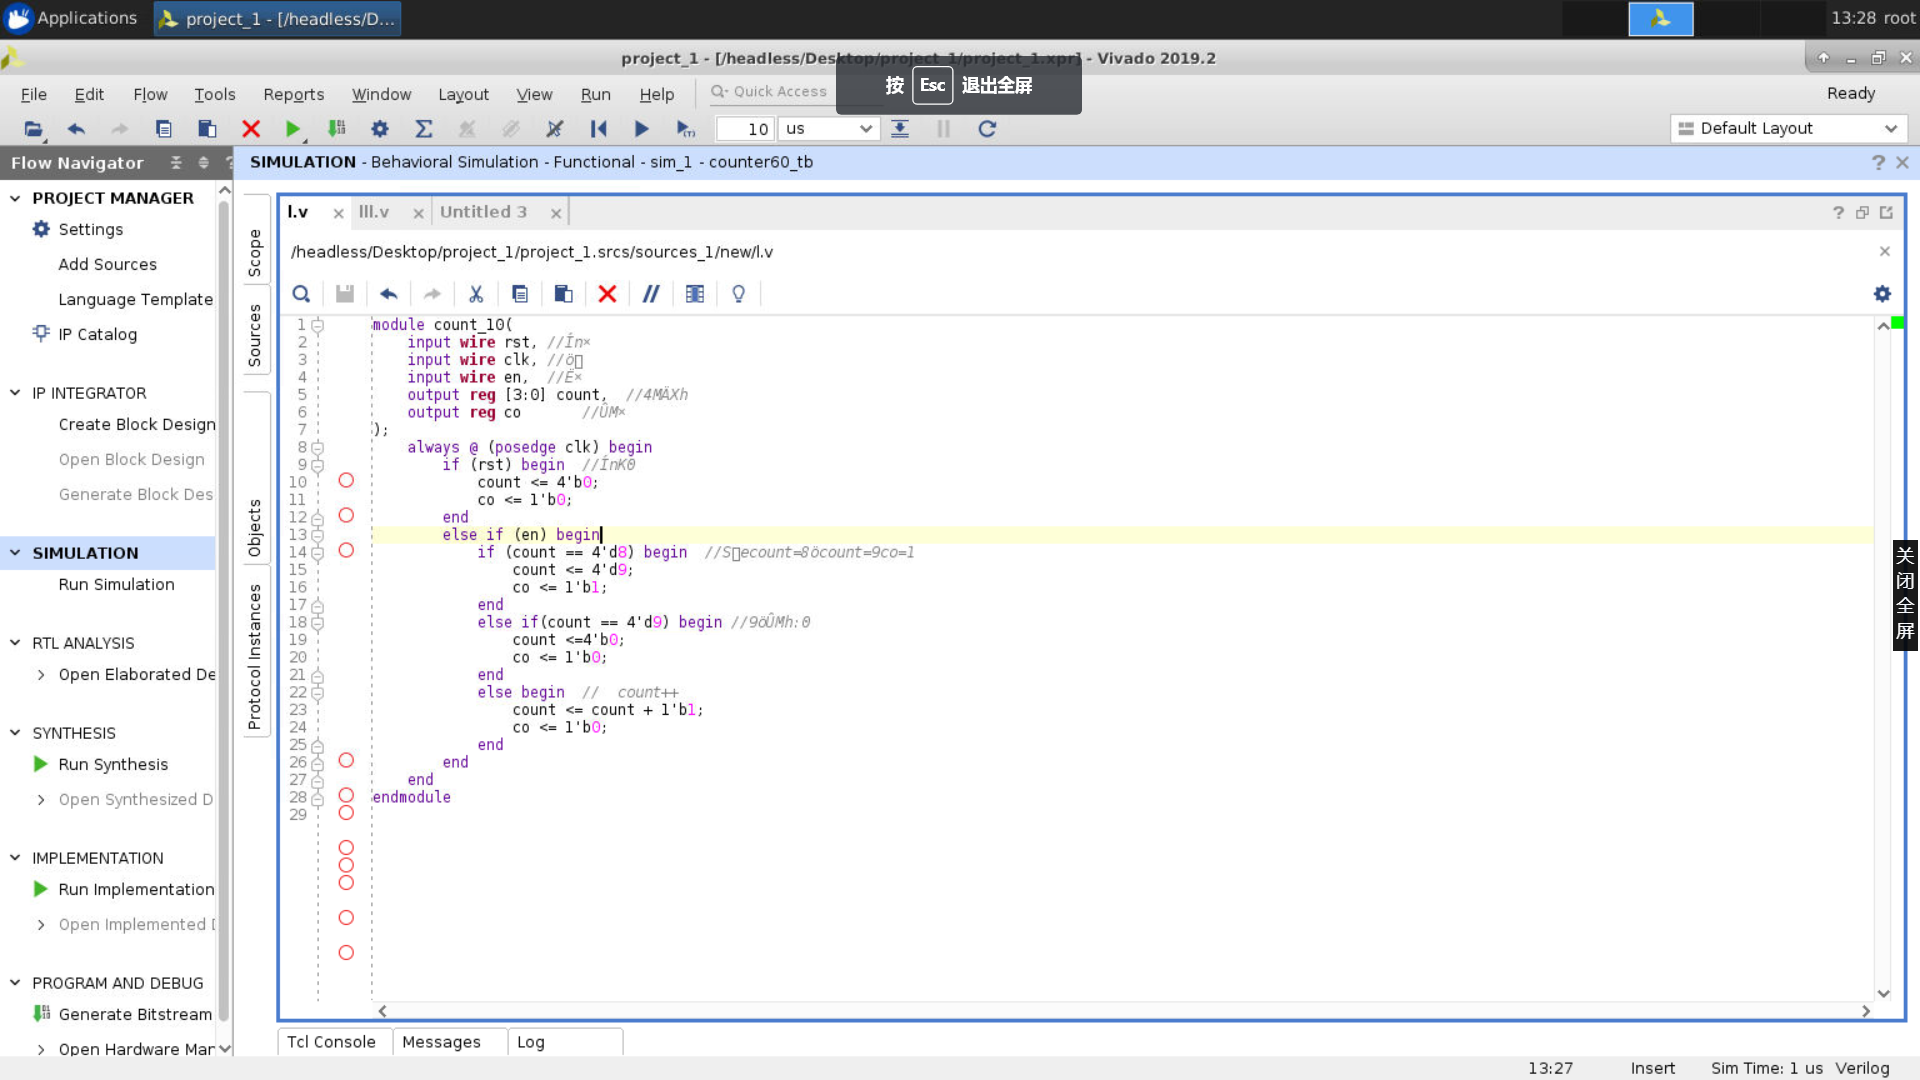 Applications
project_1 - [/headless/D...
13:28 root
project_1 - [/headless/Desktop/project_1/project_1.xpr] - Vivado 2019.2
按 Esc 退出全屏
File Edit Flow Tools Reports Window Layout View Run Help
Quick Access
Ready
10 us
Default Layout
Flow Navigator
SIMULATION - Behavioral Simulation - Functional - sim_1 - counter60_tb
PROJECT MANAGER
Settings
Add Sources
Language Template
IP Catalog
IP INTEGRATOR
Create Block Design
Open Block Design
Generate Block Des
SIMULATION
Run Simulation
RTL ANALYSIS
Open Elaborated De
SYNTHESIS
Run Synthesis
Open Synthesized D
IMPLEMENTATION
Run Implementation
Open Implemented
PROGRAM AND DEBUG
Generate Bitstream
Open Hardware Mar
Scope
Sources
Objects
Protocol Instances
l.v lll.v Untitled 3
/headless/Desktop/project_1/project_1.srcs/sources_1/new/l.v
1 module count_10(
2 input wire rst, //Ín×
3 input wire clk, //ö
4 input wire en, //Ë×
5 output reg [3:0] count, //4MÄXh
6 output reg co //ÛM×
7 );
8 always @ (posedge clk) begin
9 if (rst) begin //ÍnK0
10 count <= 4'b0;
11 co <= 1'b0;
12 end
13 else if (en) begin
14 if (count == 4'd8) begin //S ecount=8öcount=9co=1
15 count <= 4'd9;
16 co <= 1'b1;
17 end
18 else if(count == 4'd9) begin //9öÛMh:0
19 count <=4'b0;
20 co <= 1'b0;
21 end
22 else begin // count++
23 count <= count + 1'b1;
24 co <= 1'b0;
25 end
26 end
27 end
28 endmodule
29
关闭全屏
Tcl Console Messages Log
13:27 Insert Sim Time: 1 us Verilog